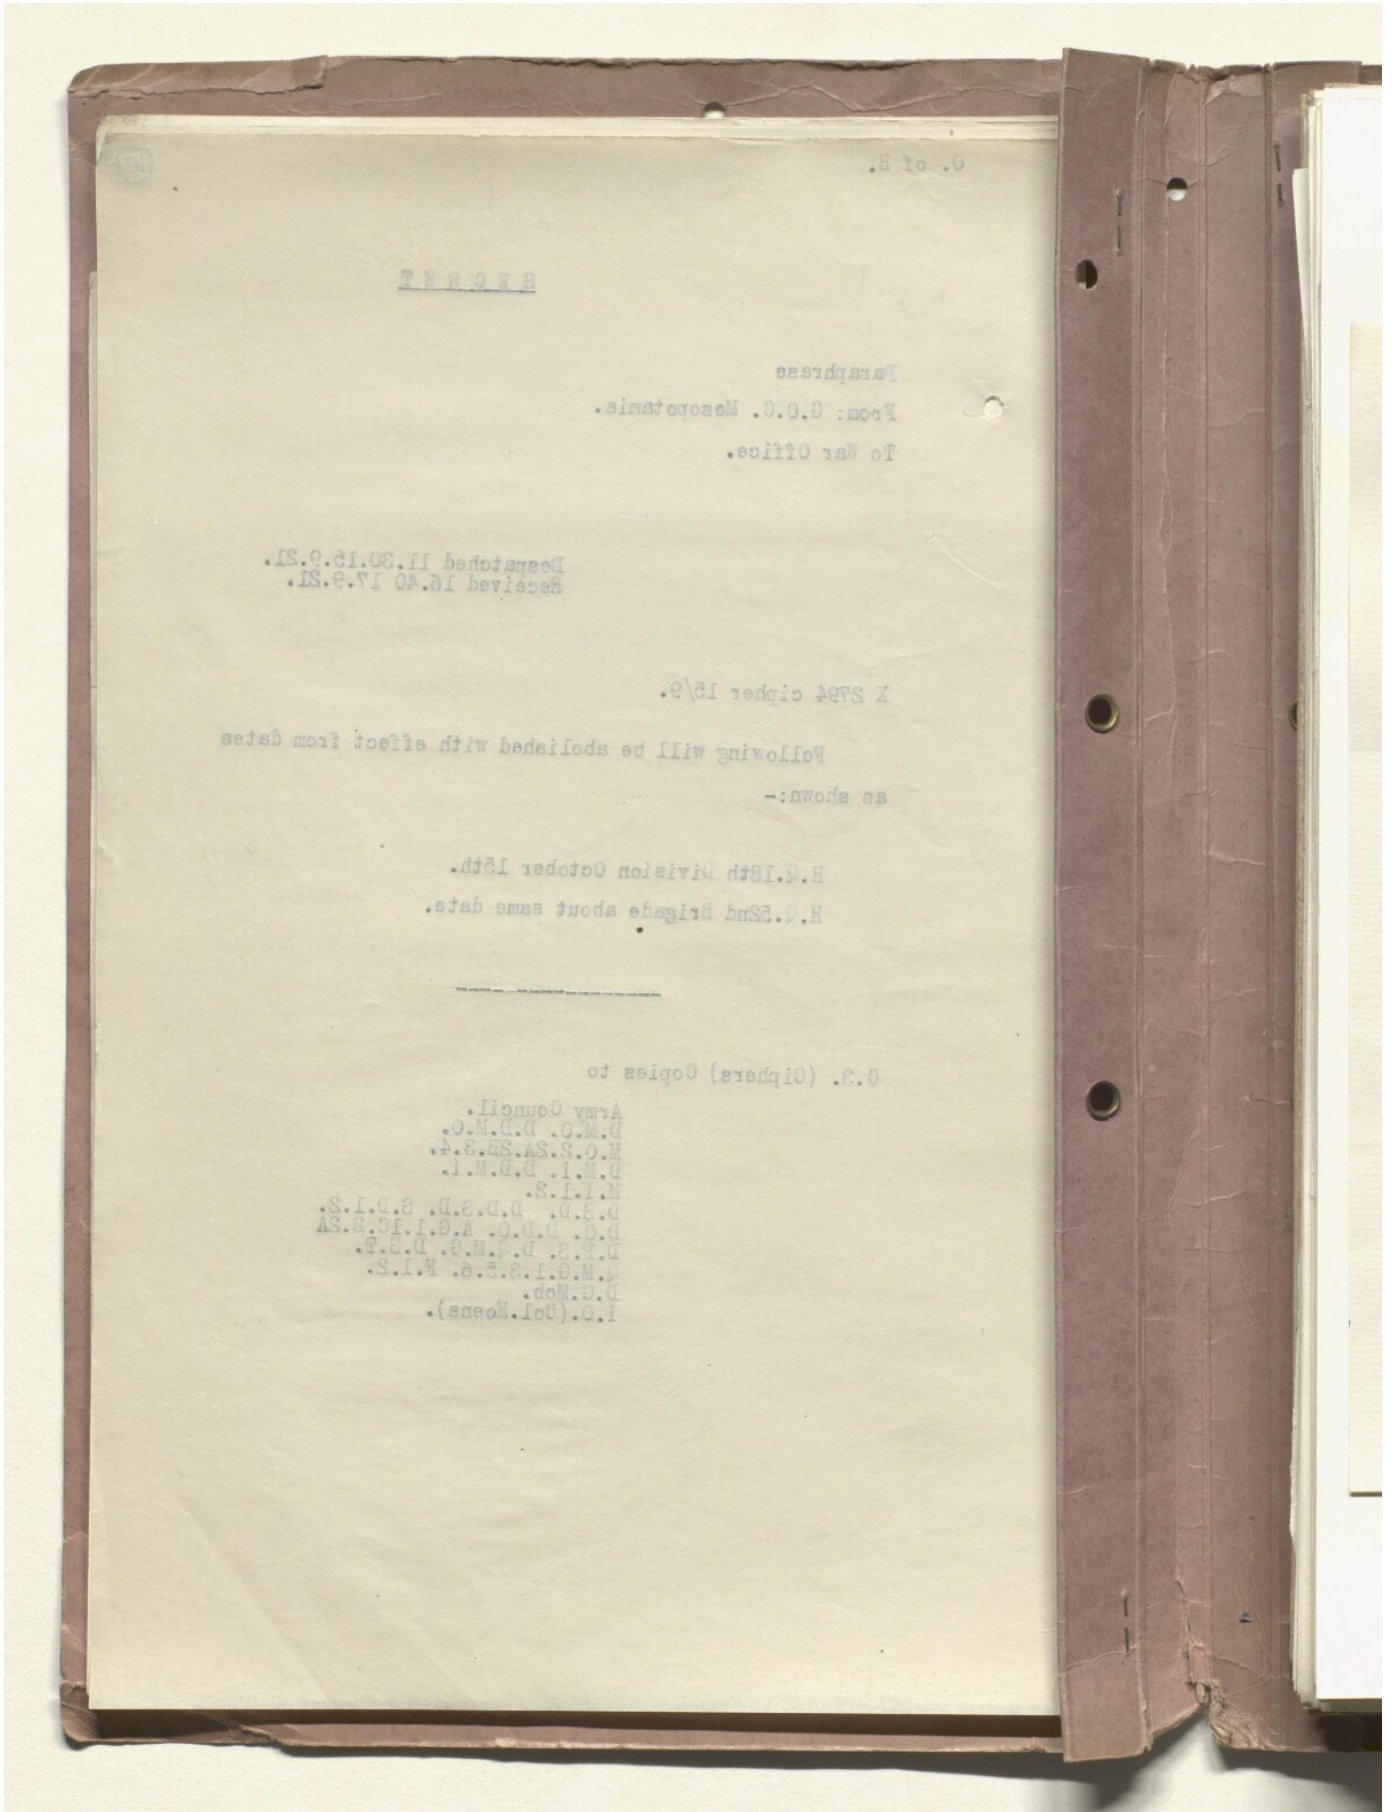 O. of B.
SECRET
Paraphrase
From: G.O.C. Mesopotamia.
To War Office.
Despatched 11.30.15.9.21.
Received 16.40 17.9.21.
X 2794 cipher 15/9.
Following will be abolished with effect from dates
as shown:-
H.Q.18th Division October 15th.
H.Q.52nd Brigade about same date.
C.3. (Ciphers) Copies to
Army Council.
D.M.O. D.D.M.O.
M.O.2.2A.2B.3.4.
D.M.I. D.D.M.I.
M.I.1.2.
D.S.D. D.D.S.D. S.D.1.2.
D.O. D.D.O. A.G.1.1C.2.2A
D.P.S. D.Q.M.G. D.S.T.
Q.M.G.1.3.5.6. F.1.2.
D.G.Mob.
I.O.(Col.Moens).